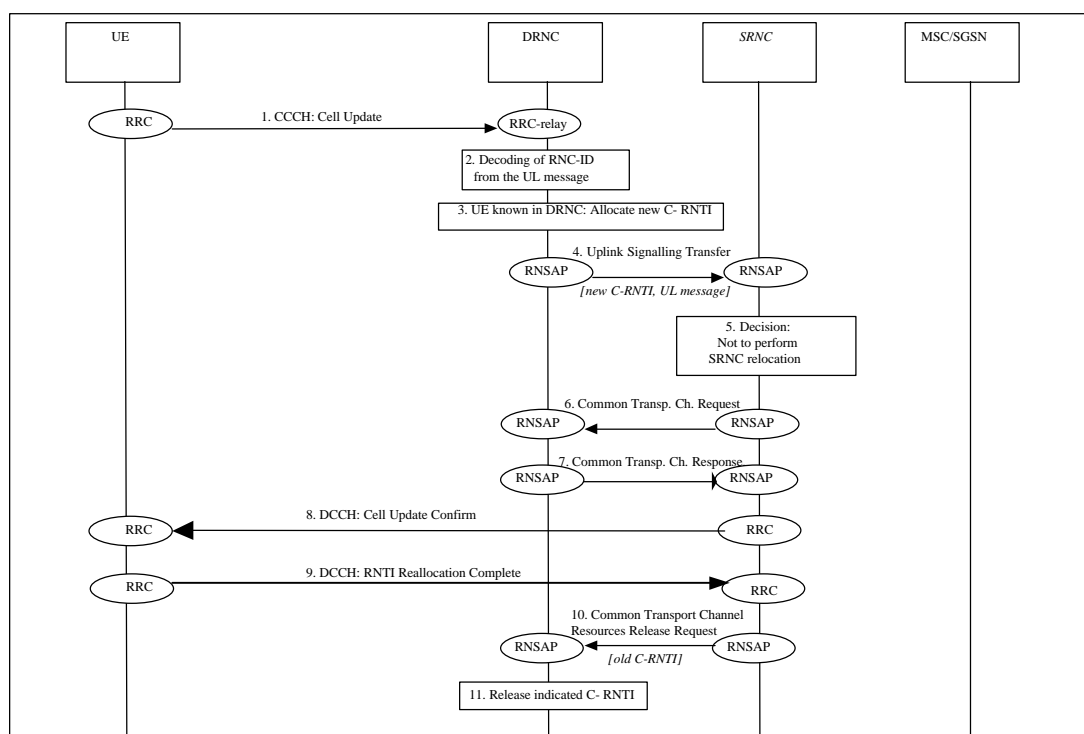 UE
DRNC
SRNC
MSC/SGSN
1. CCCH: Cell Update
RRC
RRC-relay
2. Decoding of RNC-ID
from the UL message
3. UE known in DRNC: Allocate new C- RNTI
4. Uplink Signalling Transfer
RNSAP
RNSAP
[new C-RNTI, UL message]
5. Decision:
Not to perform
SRNC relocation
6. Common Transp. Ch. Request
RNSAP
RNSAP
7. Common Transp. Ch. Response
RNSAP
RNSAP
8. DCCH: Cell Update Confirm
RRC
RRC
9. DCCH: RNTI Reallocation Complete
RRC
RRC
10. Common Transport Channel
Resources Release Request
RNSAP
RNSAP
[old C-RNTI]
11. Release indicated C- RNTI